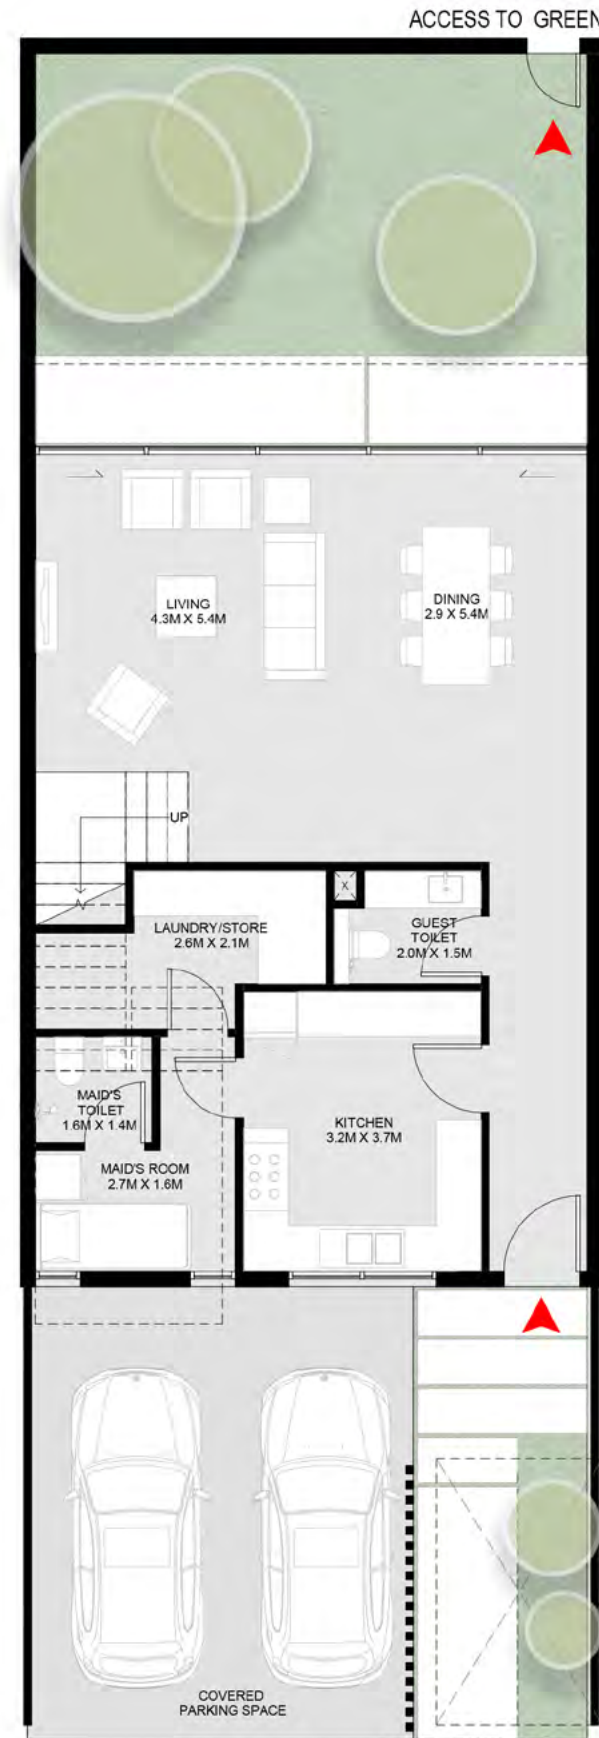 ACCESS TO GREEN
LIVING
4.3M X 5.4M
DINING
2.9 X 5.4M
UP
X
LAUNDRY/STORE
2.6M X 2.1M
GUEST
TOILET
2.0M X 1.5M
MAID'S
TOILET
1.6M X 1.4M
KITCHEN
3.2M X 3.7M
MAID'S ROOM
2.7M X 1.6M
COVERED
PARKING SPACE